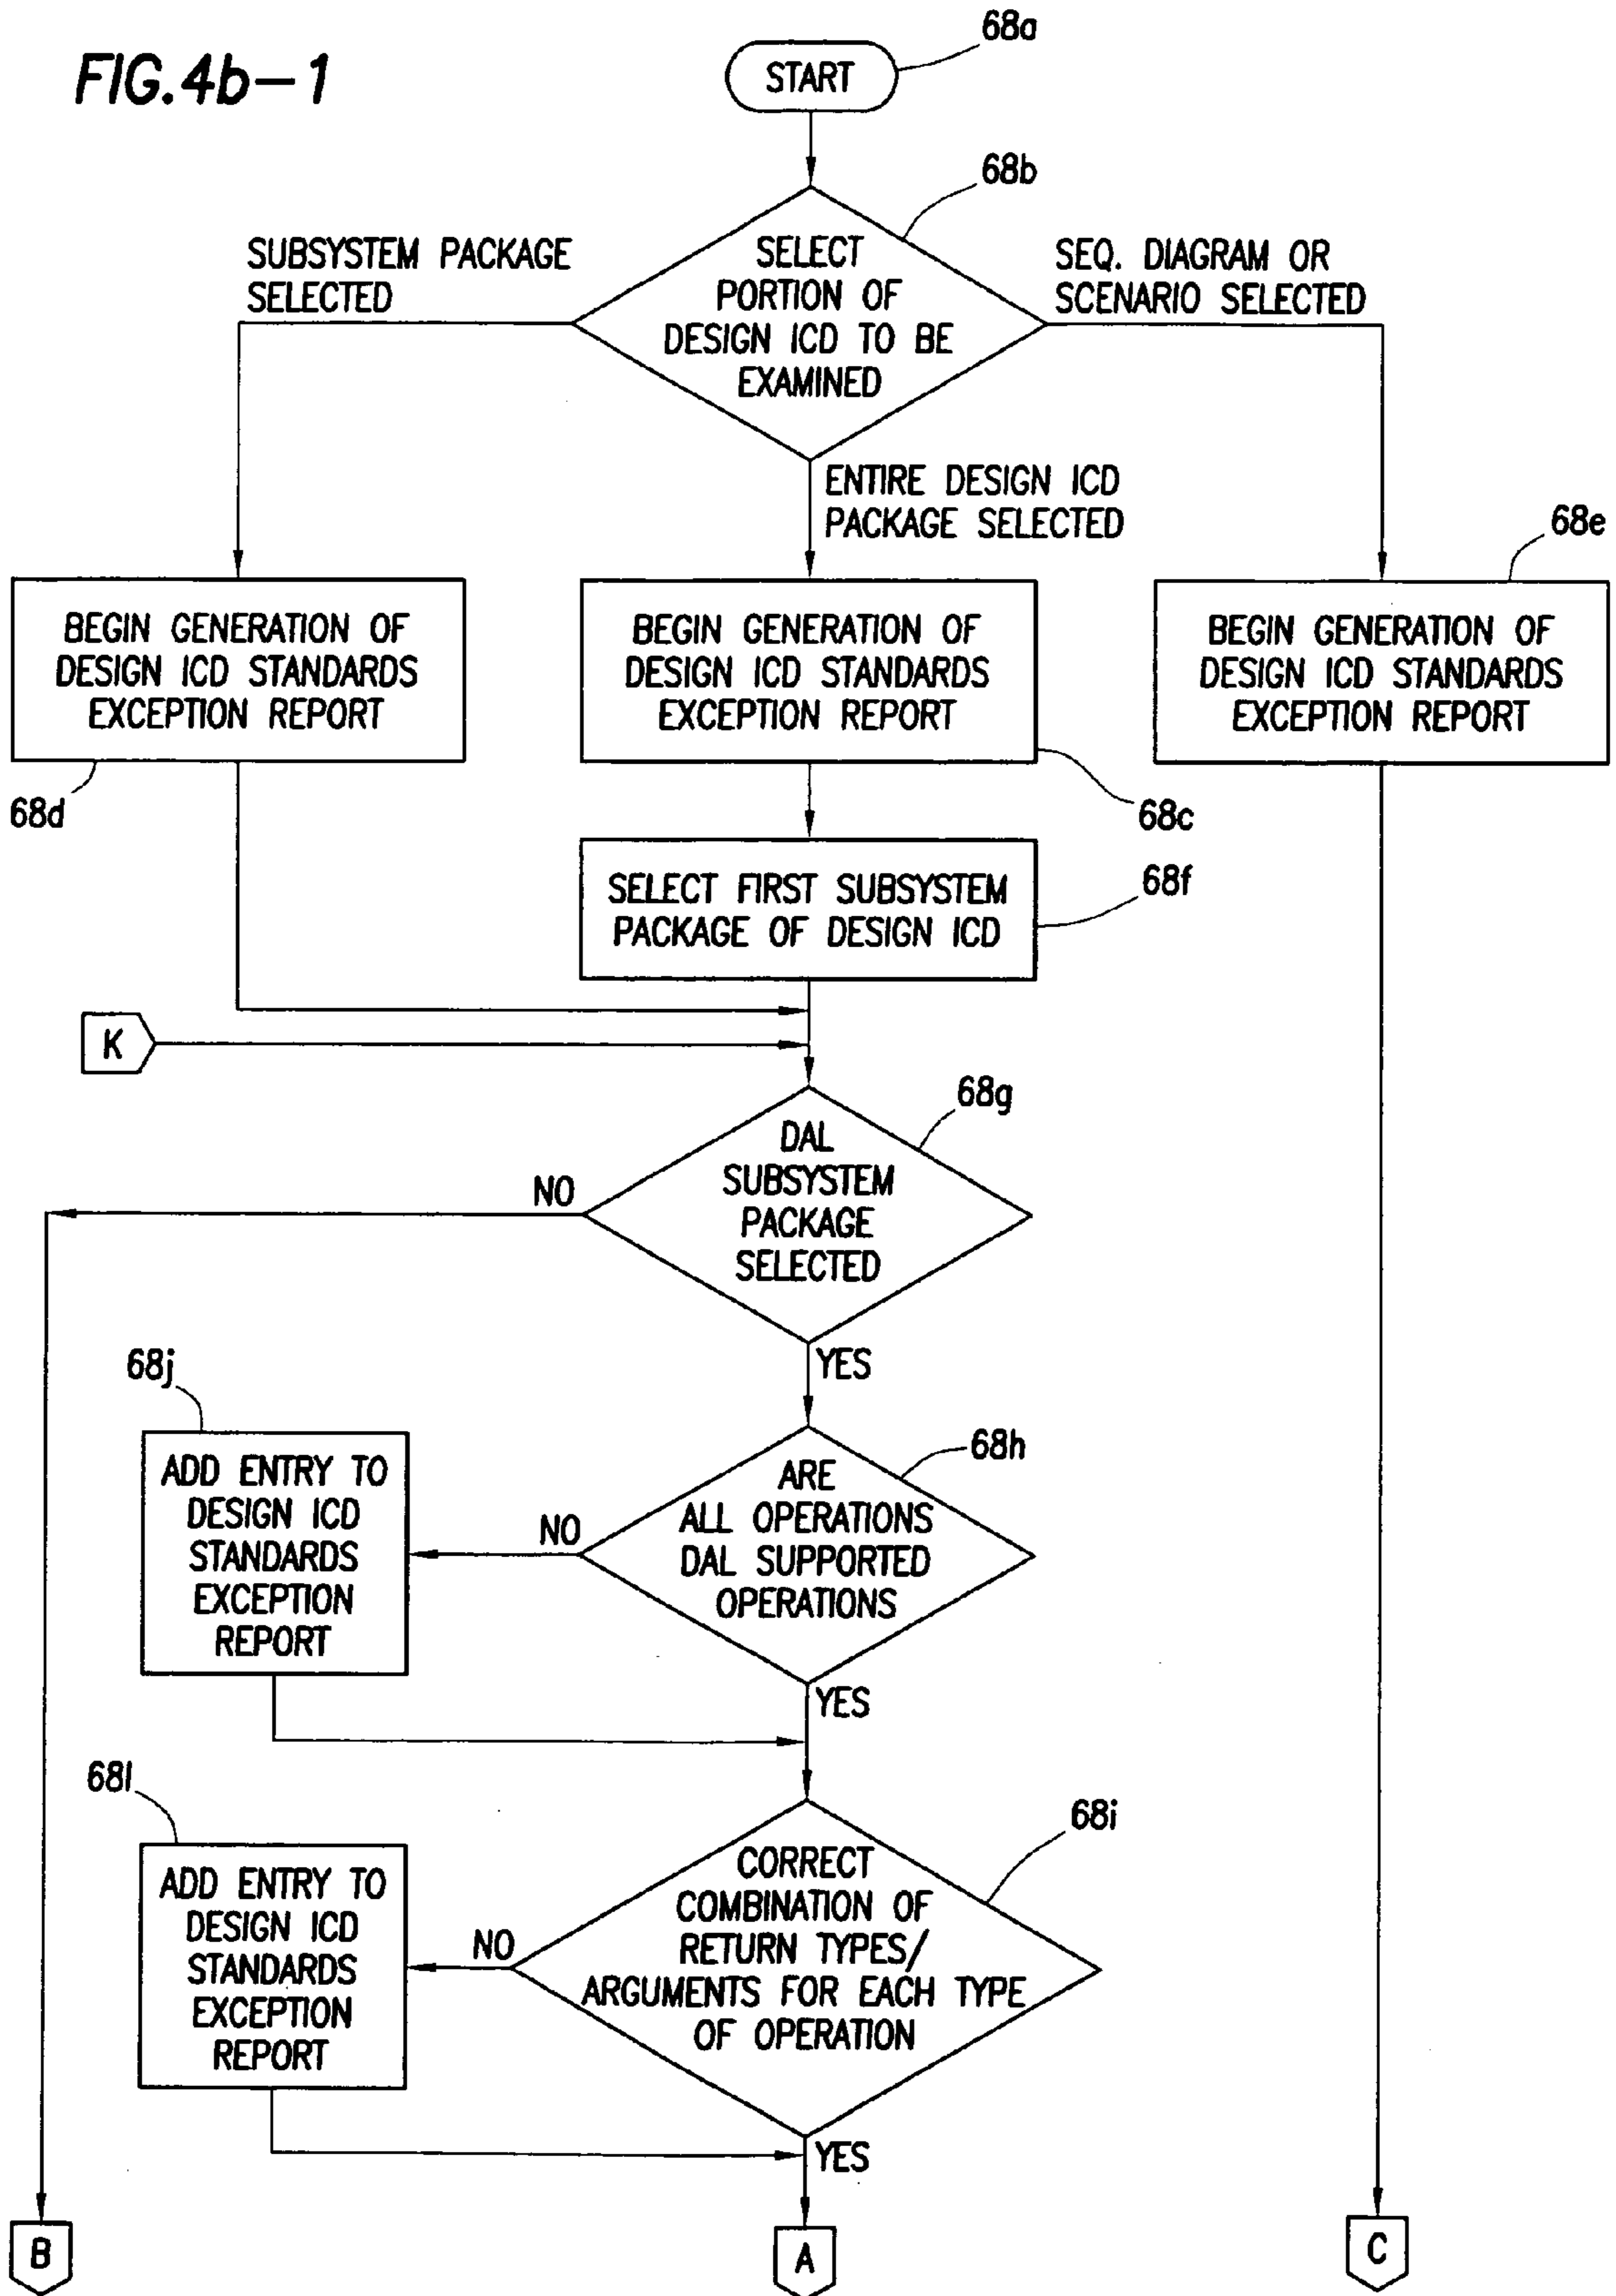 FIG.4b-1
68a
START
68b
SUBSYSTEM PACKAGE
SELECTED
SELECT
PORTION OF
DESIGN ICD TO BE
EXAMINED
SEQ. DIAGRAM OR
SCENARIO SELECTED
ENTIRE DESIGN ICD
PACKAGE SELECTED
68e
BEGIN GENERATION OF
DESIGN ICD STANDARDS
EXCEPTION REPORT
BEGIN GENERATION OF
DESIGN ICD STANDARDS
EXCEPTION REPORT
BEGIN GENERATION OF
DESIGN ICD STANDARDS
EXCEPTION REPORT
68d
68c
SELECT FIRST SUBSYSTEM
PACKAGE OF DESIGN ICD
68f
K
68g
DAL
SUBSYSTEM
PACKAGE
SELECTED
NO
YES
68j
68h
ADD ENTRY TO
DESIGN ICD
STANDARDS
EXCEPTION
REPORT
NO
ARE
ALL OPERATIONS
DAL SUPPORTED
OPERATIONS
YES
68l
68i
ADD ENTRY TO
DESIGN ICD
STANDARDS
EXCEPTION
REPORT
NO
CORRECT
COMBINATION OF
RETURN TYPES/
ARGUMENTS FOR EACH TYPE
OF OPERATION
YES
B
A
C